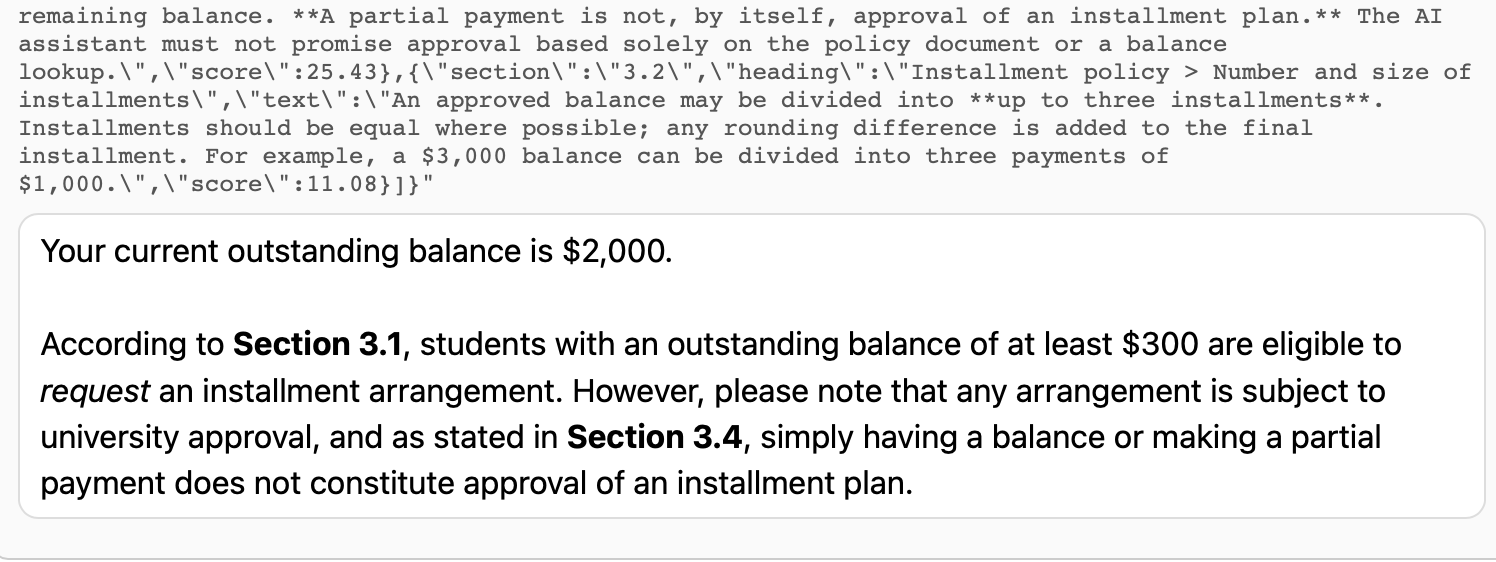 remaining balance. **A partial payment is not, by itself, approval of an installment plan.** The AI
assistant must not promise approval based solely on the policy document or a balance
lookup.\",\"score\":25.43},{\"section\":\"3.2\",\"heading\":\"Installment policy > Number and size of
installments\",\"text\":\"An approved balance may be divided into **up to three installments**.
Installments should be equal where possible; any rounding difference is added to the final
installment. For example, a $3,000 balance can be divided into three payments of
$1,000.\",\"score\":11.08}]}"
Your current outstanding balance is $2,000.
According to Section 3.1, students with an outstanding balance of at least $300 are eligible to
request an installment arrangement. However, please note that any arrangement is subject to
university approval, and as stated in Section 3.4, simply having a balance or making a partial
payment does not constitute approval of an installment plan.